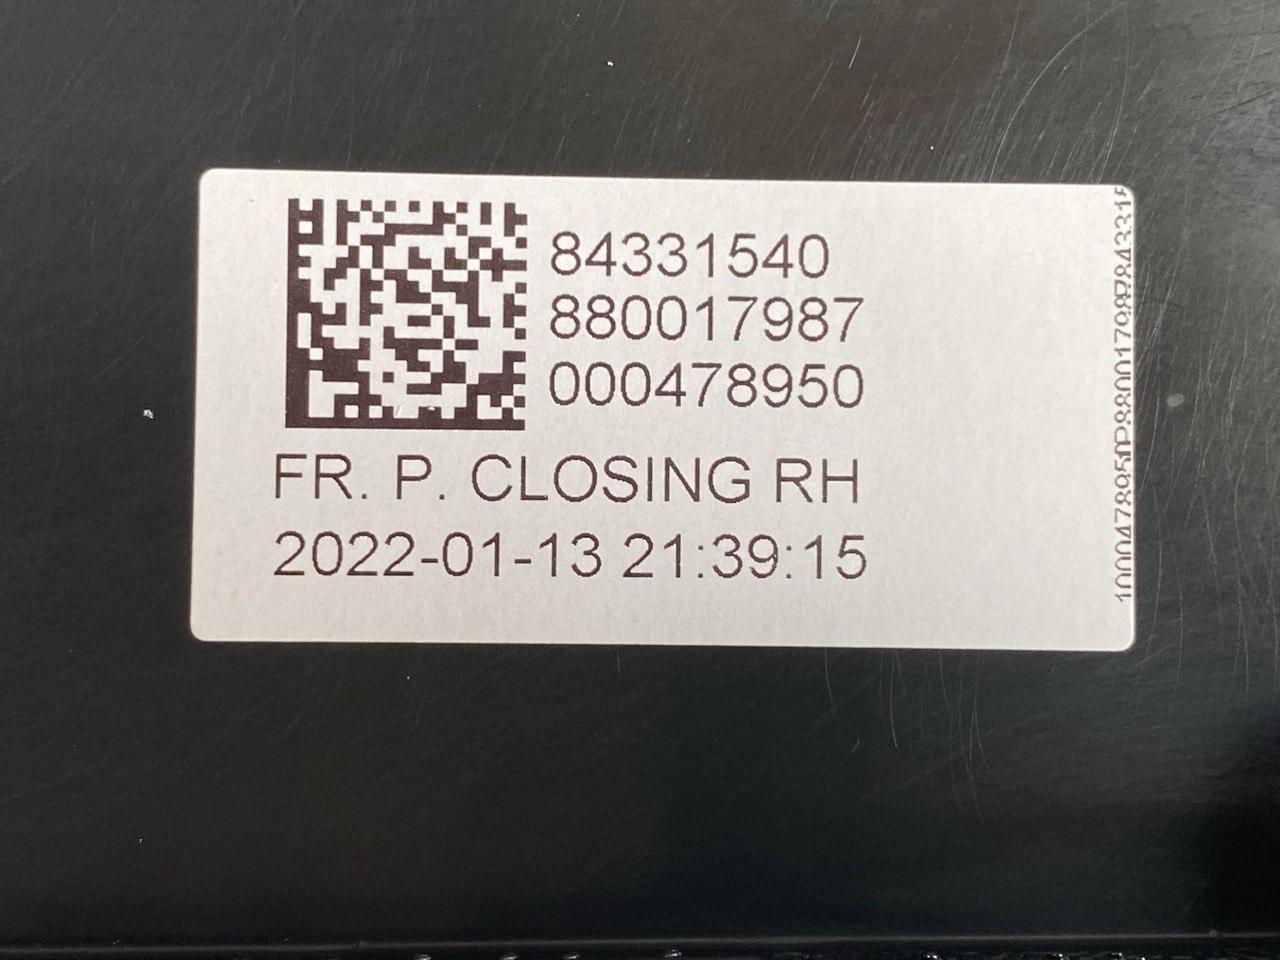 84331540
880017987
000478950
FR. P. CLOSING RH
2022-01-13 21:39:15